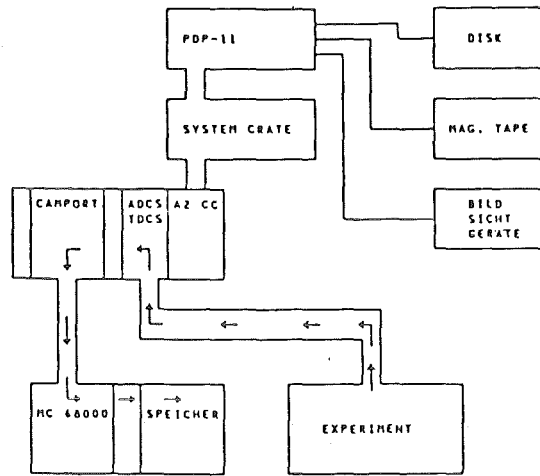 PDP-11
DISK
SYSTEM CRATE
MAG. TAPE
CAMPORT
ADCS
TDCS
A2 CC
BILD
SICHT
GERÄTE
MC 68000
SPEICHER
EXPERIMENT